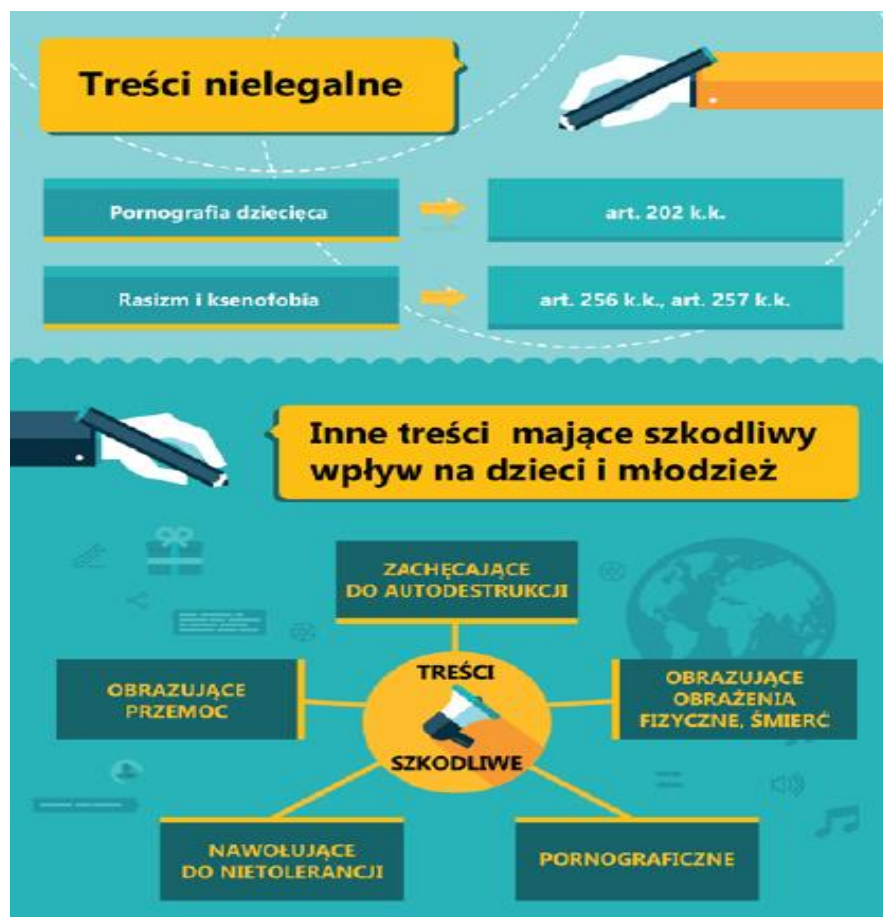 Treści nielegalne
Pornografia dziecięca
art. 202 k.k.
Rasizm i ksenofobia
art. 256 k.k., art. 257 k.k.
Inne treści mające szkodliwy
wpływ na dzieci i młodzież
ZACHĘCAJĄCE
DO AUTODESTRUKCJI
TREŚCI
SZKODLIWE
OBRAZUJĄCE
PRZEMOC
OBRAZUJĄCE
OBRAŻENIA
FIZYCZNE, ŚMIERĆ
NAWOŁUJĄCE
DO NIETOLERANCJI
PORNOGRAFICZNE